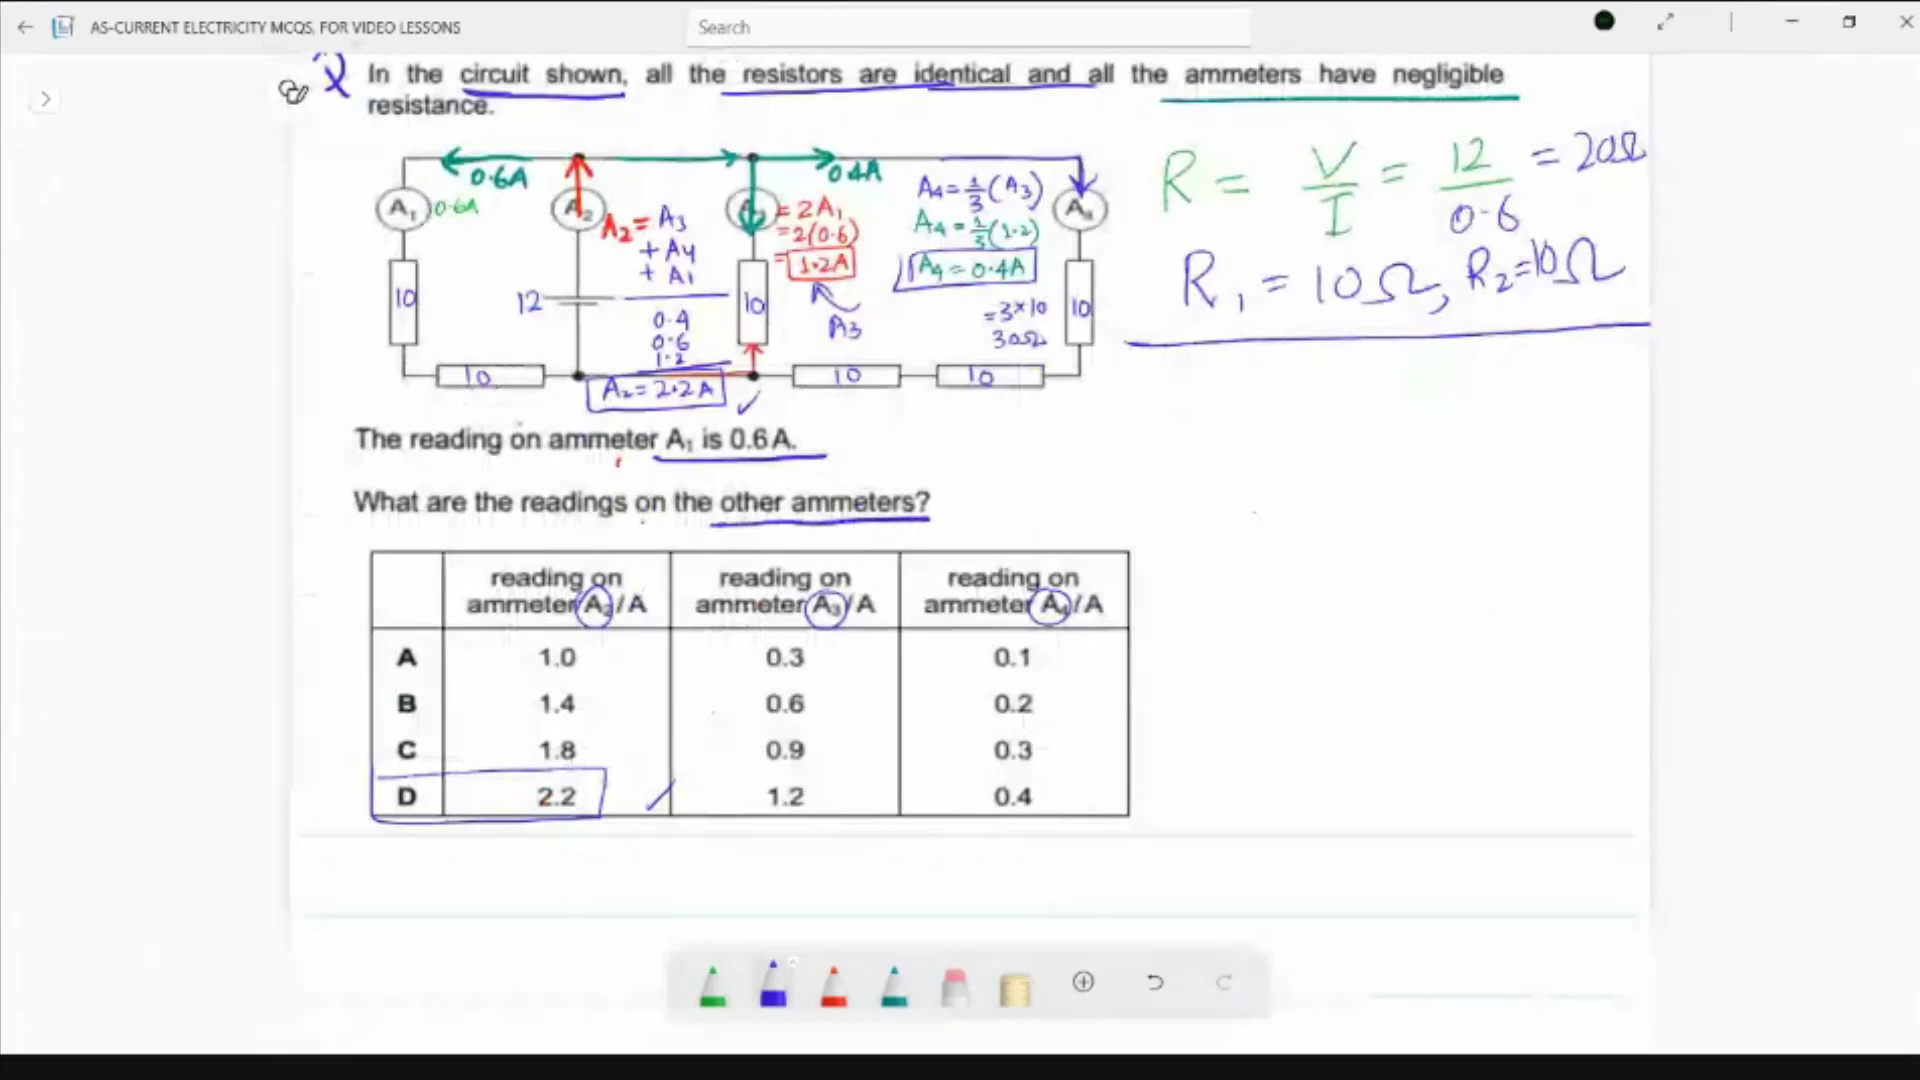 AS-CURRENT ELECTRICITY MCQS, FOR VIDEO LESSONS
Search
In the circuit shown, all the resistors are identical and all the ammeters have negligible
resistance.
R = V/I = 12/0.6 = 20Ω
R₁ = 10Ω, R₂=10Ω
0.6A
0.4A
A₁ 0.6A
A₂
A₂ = A₃
+ A₄
+ A₁
= 2A₁
= 2(0.6)
= 1.2A
A₃
A₄ = 1/3 (A₃)
A₄ = 1/3 (1.2)
A₄ = 0.4A
A₄
10
12
0.4
0.6
1.2
10
= 3×10
30Ω
10
10
A₂ = 2.2A
10
10
The reading on ammeter A₁ is 0.6 A.
What are the readings on the other ammeters?
reading on ammeter A₂ / A
reading on ammeter A₃ / A
reading on ammeter A₄ / A
A 1.0 0.3 0.1
B 1.4 0.6 0.2
C 1.8 0.9 0.3
D 2.2 1.2 0.4